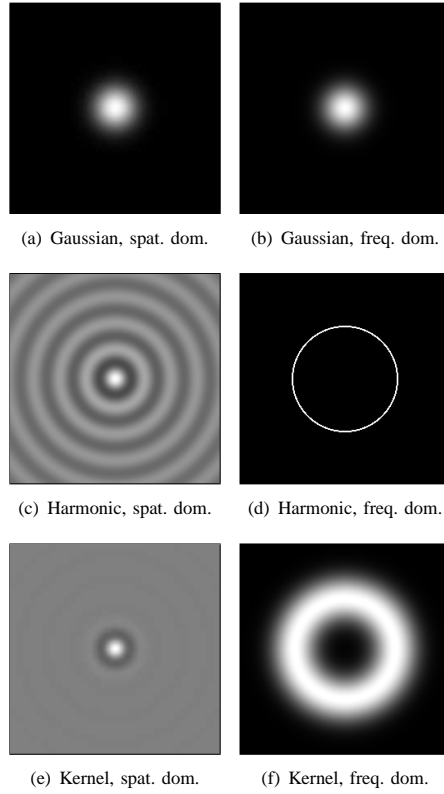 (a) Gaussian, spat. dom.
(b) Gaussian, freq. dom.
(c) Harmonic, spat. dom.
(d) Harmonic, freq. dom.
(e) Kernel, spat. dom.
(f) Kernel, freq. dom.